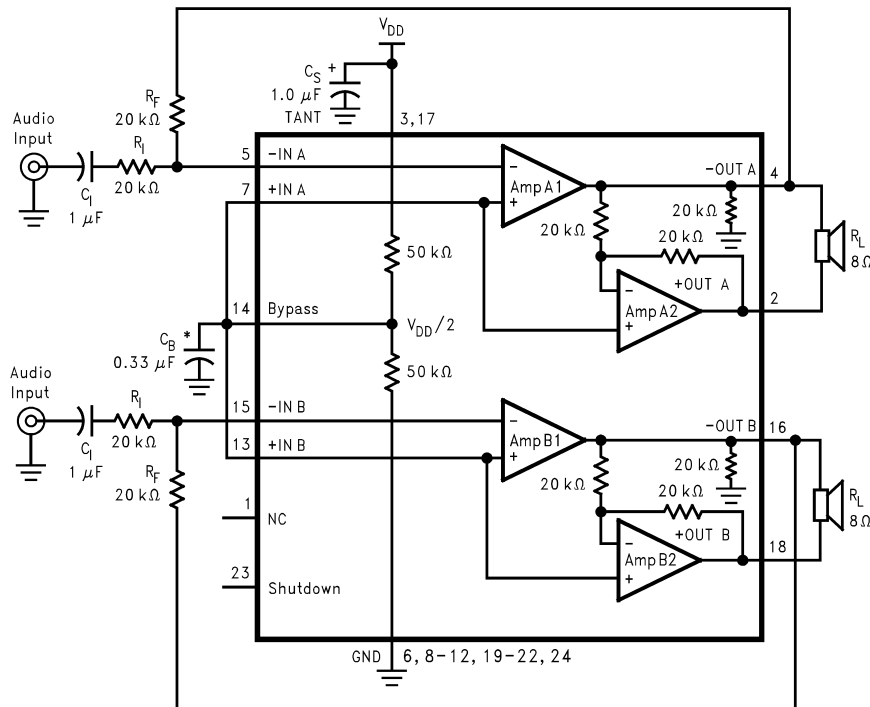 V_DD
C_S +
1.0 μF
TANT
3,17
R_F
20 kΩ
Audio
Input
R_I
20 kΩ
C_I
1 μF
5
-IN A
7
+IN A
-
+
Amp A1
-OUT A
4
20 kΩ
20 kΩ
20 kΩ
R_L
8Ω
50 kΩ
+OUT A
2
-
+
Amp A2
14
Bypass
V_DD/2
C_B *
0.33 μF
50 kΩ
Audio
Input
R_I
20 kΩ
C_I
1 μF
R_F
20 kΩ
15
-IN B
13
+IN B
-
+
Amp B1
-OUT B
16
20 kΩ
20 kΩ
20 kΩ
R_L
8Ω
1
NC
+OUT B
18
-
+
Amp B2
23
Shutdown
GND
6, 8-12, 19-22, 24